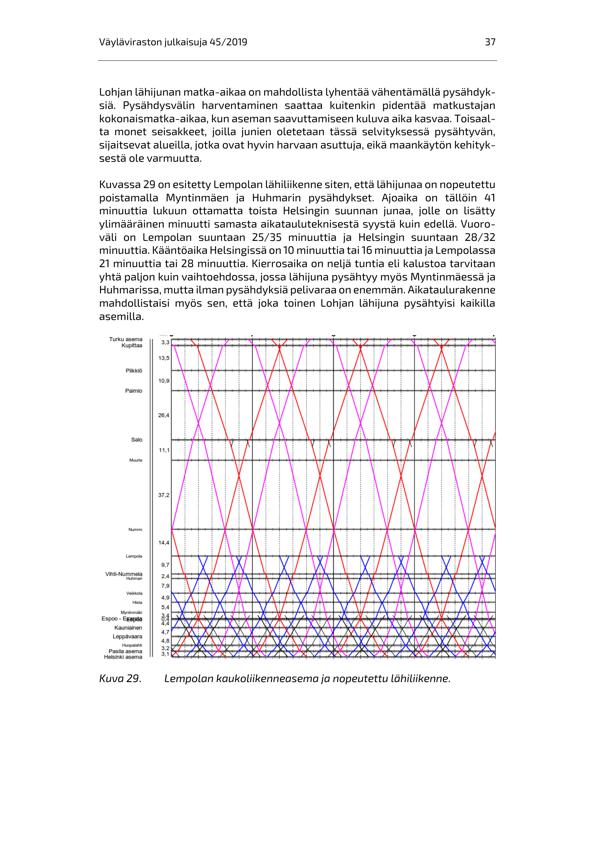 Väyläviraston julkaisuja 45/2019 37
Lohjan lähijunan matka-aikaa on mahdollista lyhentää vähentämällä pysähdyk-
siä. Pysähdysvälin harventaminen saattaa kuitenkin pidentää matkustajan
kokonaismatka-aikaa, kun aseman saavuttamiseen kuluva aika kasvaa. Toisaal-
ta monet seisakkeet, joilla junien oletetaan tässä selvityksessä pysähtyvän,
sijaitsevat alueilla, jotka ovat hyvin harvaan asuttuja, eikä maankäytön kehityk-
sestä ole varmuutta.
Kuvassa 29 on esitetty Lempolan lähiliikenne siten, että lähijunaa on nopeutettu
poistamalla Myntinmäen ja Huhmarin pysähdykset. Ajoaika on tällöin 41
minuuttia lukuun ottamatta toista Helsingin suunnan junaa, jolle on lisätty
ylimääräinen minuutti samasta aikatauluteknisestä syystä kuin edellä. Vuoro-
väli on Lempolan suuntaan 25/35 minuuttia ja Helsingin suuntaan 28/32
minuuttia. Kääntöaika Helsingissä on 10 minuuttia tai 16 minuuttia ja Lempolassa
21 minuuttia tai 28 minuuttia. Kierrosaika on neljä tuntia eli kalustoa tarvitaan
yhtä paljon kuin vaihtoehdossa, jossa lähijuna pysähtyy myös Myntinmäessä ja
Huhmarissa, mutta ilman pysähdyksiä pelivaraa on enemmän. Aikataulurakenne
mahdollistaisi myös sen, että joka toinen Lohjan lähijuna pysähtyisi kaikilla
asemilla.
Turku asema
3,3
Kupittaa
13,5
Piikkiö
10,9
Paimio
26,4
Salo
11,1
Muurla
37,2
Nummi
14,4
Lempola
9,7
Vihti-Nummela
2,4
Huhmari
7,9
Veikkola
4,9
Hista
5,4
Myntinmäki
Espoo
4,4
Kauniainen
4,7
Leppävaara
4,8
Huopalahti
3,2
Pasila asema
3,1
Helsinki asema
Kuva 29. Lempolan kaukoliikenneasema ja nopeutettu lähiliikenne.